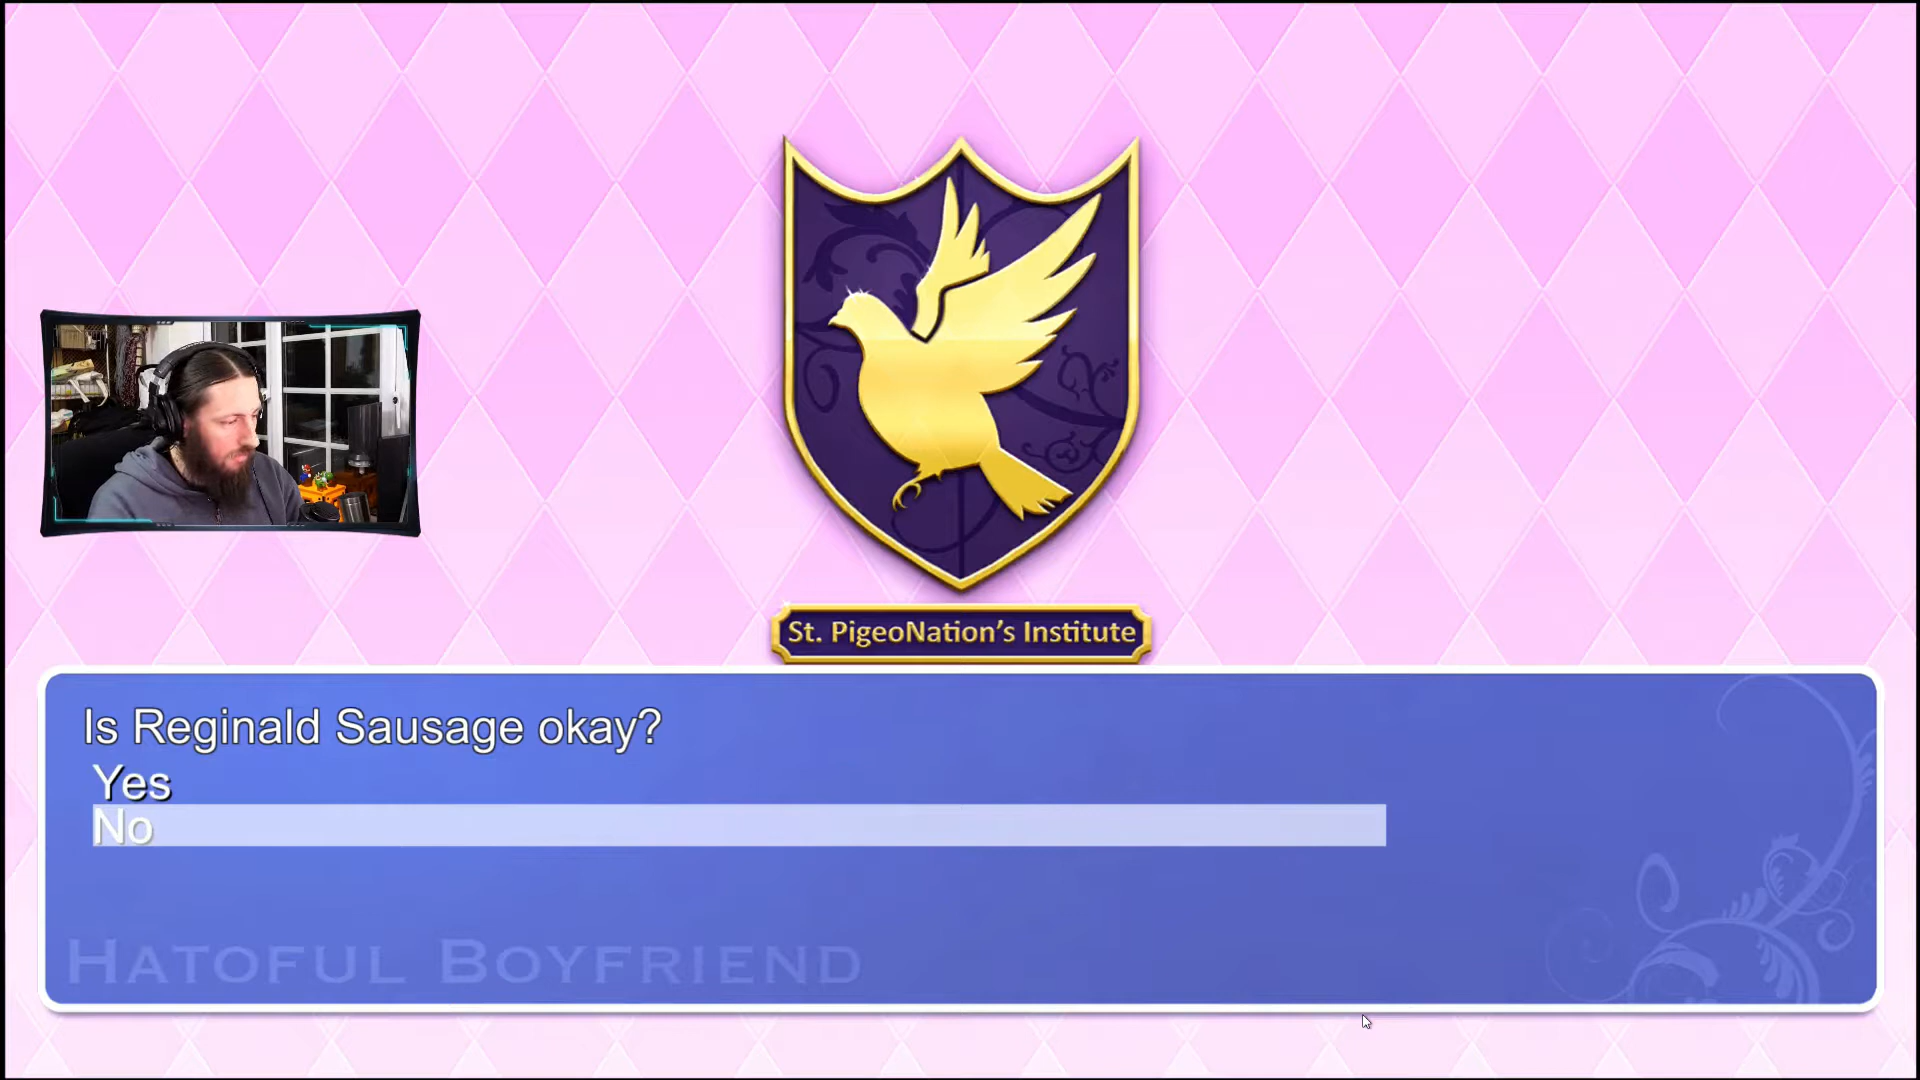 St. PigeoNation's Institute
Is Reginald Sausage okay?
Yes
No
HATOFUL BOYFRIEND